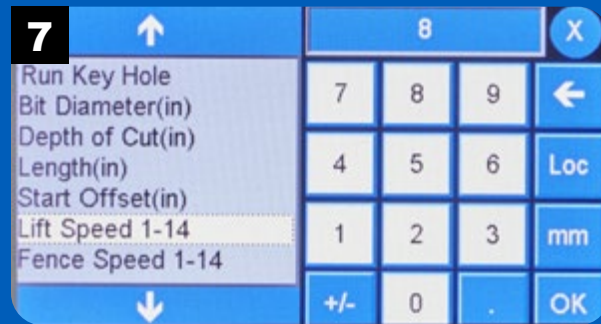 7
8
X
Run Key Hole
Bit Diameter(in)
Depth of Cut(in)
Length(in)
Start Offset(in)
Lift Speed 1-14
Fence Speed 1-14
7 8 9
4 5 6 Loc
1 2 3 mm
+/- 0 . OK